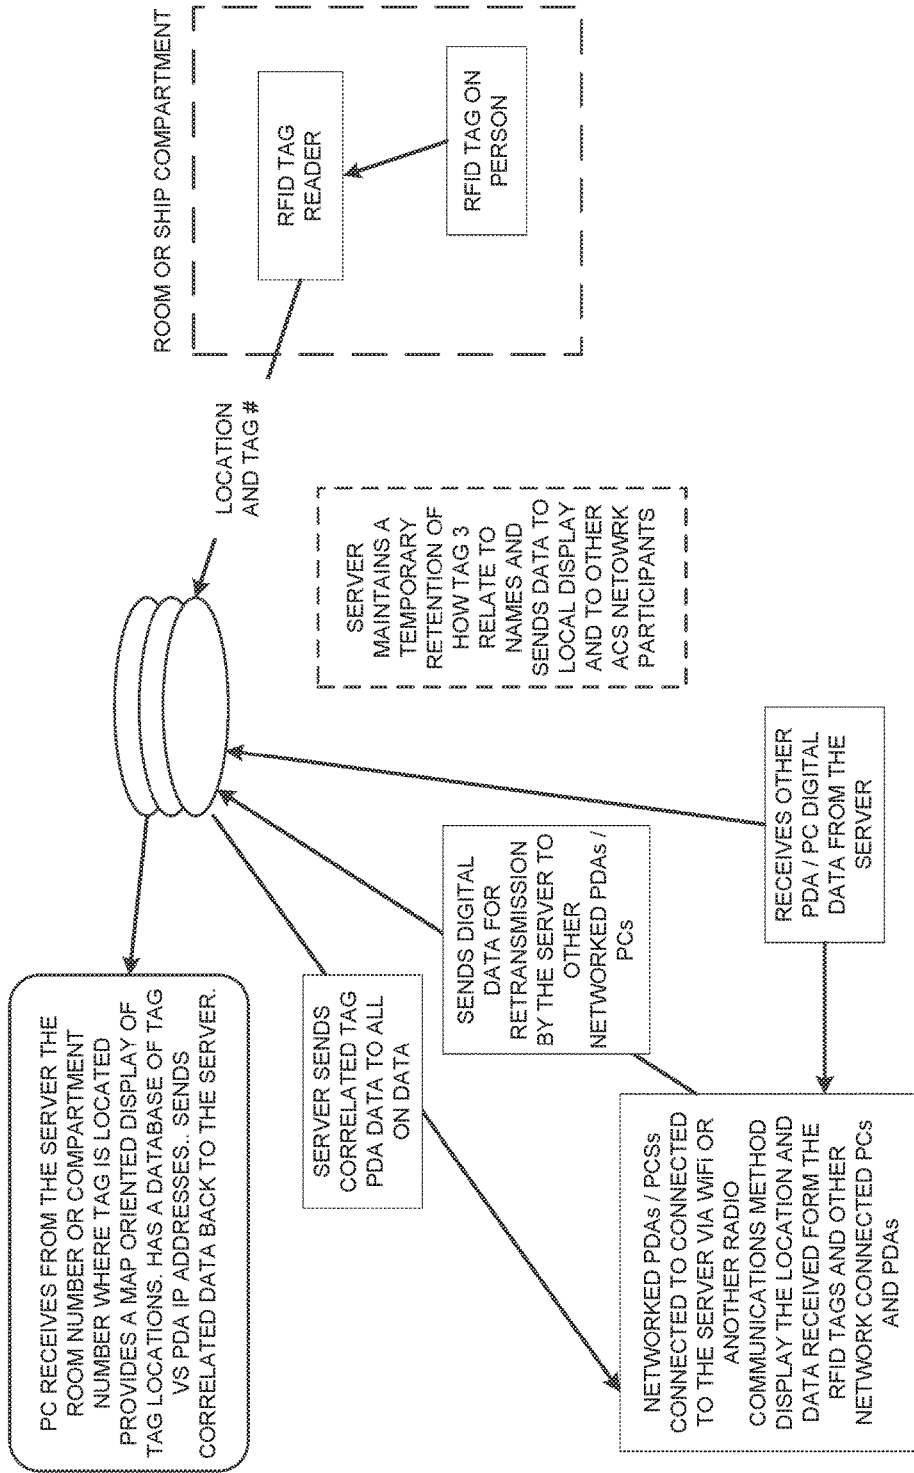 PC RECEIVES FROM THE SERVER THE
ROOM NUMBER OR COMPARTMENT
NUMBER WHERE TAG IS LOCATED
PROVIDES A MAP ORIENTED DISPLAY OF
TAG LOCATIONS. HAS A DATABASE OF TAG
VS PDA IP ADDRESSES.. SENDS
CORRELATED DATA BACK TO THE SERVER.
LOCATION
AND TAG #
ROOM OR SHIP COMPARTMENT
RFID TAG
READER
RFID TAG ON
PERSON
SERVER SENDS
CORRELATED TAG
PDA DATA TO ALL
ON DATA
SERVER
MAINTAINS A
TEMPORARY
RETENTION OF
HOW TAG 3
RELATE TO
NAMES AND
SENDS DATA TO
LOCAL DISPLAY
AND TO OTHER
ACS NETOWRK
PARTICIPANTS
SENDS DIGITAL
DATA FOR
RETRANSMISSION
BY THE SERVER TO
OTHER
NETWORKED PDAs /
PCs
NETWORKED PDAs / PCSs
CONNECTED TO CONNECTED
TO THE SERVER VIA WiFi OR
ANOTHER RADIO
COMMUNICATIONS METHOD
DISPLAY THE LOCATION AND
DATA RECEIVED FORM THE
RFID TAGS AND OTHER
NETWORK CONNECTED PCs
AND PDAs
RECEIVES OTHER
PDA / PC DIGITAL
DATA FROM THE
SERVER